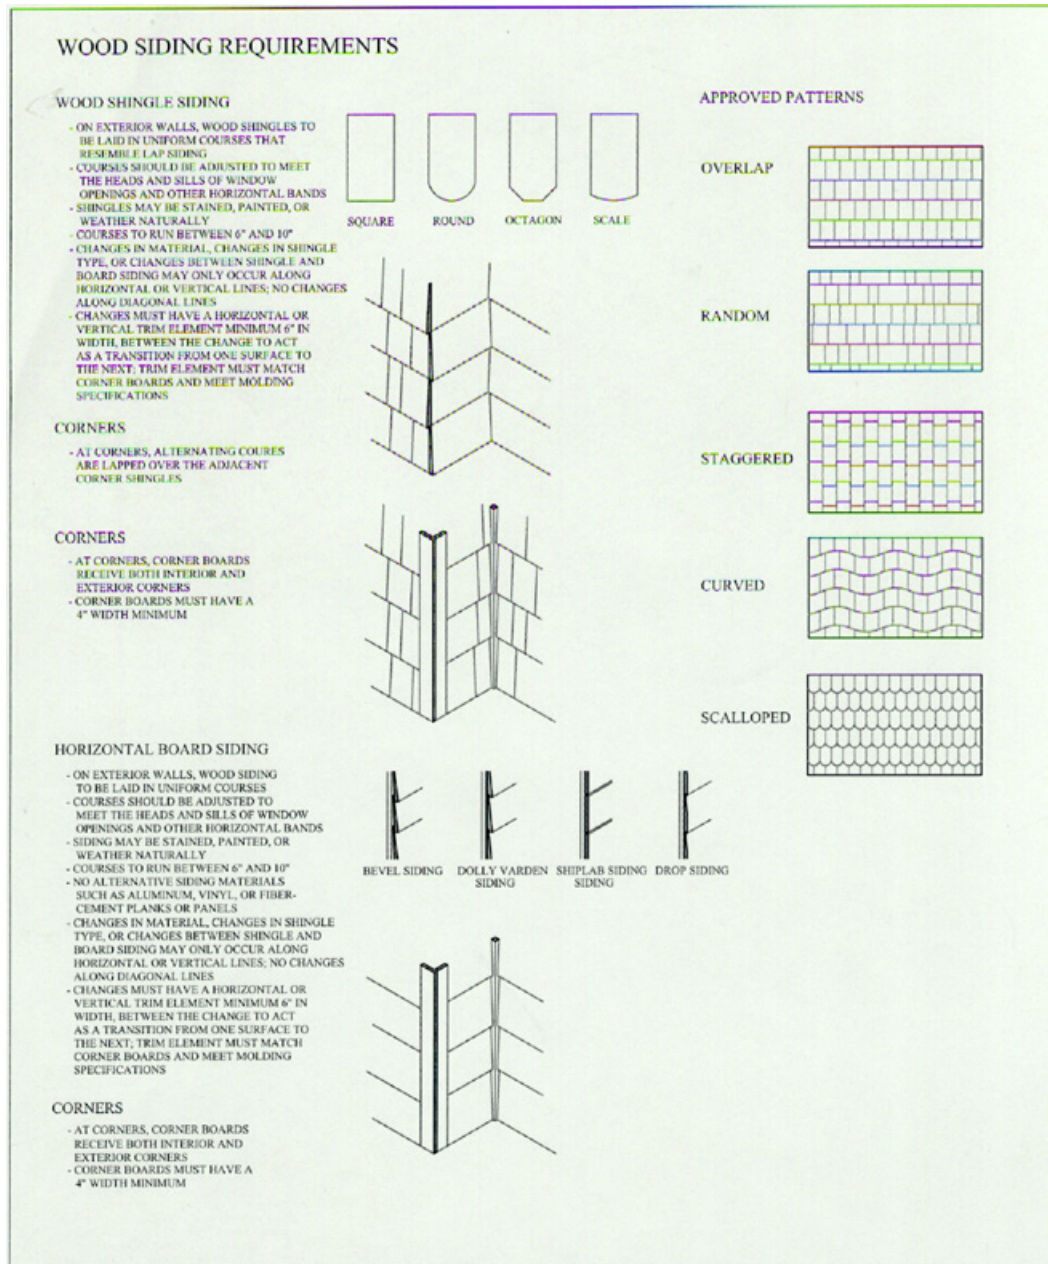 WOOD SIDING REQUIREMENTS
WOOD SHINGLE SIDING
- ON EXTERIOR WALLS, WOOD SHINGLES TO
BE LAID IN UNIFORM COURSES THAT
RESEMBLE LAP SIDING
- COURSES SHOULD BE ADJUSTED TO MEET
THE HEADS AND SILLS OF WINDOW
OPENINGS AND OTHER HORIZONTAL BANDS
- SHINGLES MAY BE STAINED, PAINTED, OR
WEATHER NATURALLY
- COURSES TO RUN BETWEEN 6" AND 10"
- CHANGES IN MATERIAL, CHANGES IN SHINGLE
TYPE, OR CHANGES BETWEEN SHINGLE AND
BOARD SIDING MAY ONLY OCCUR ALONG
HORIZONTAL OR VERTICAL LINES; NO CHANGES
ALONG DIAGONAL LINES
- CHANGES MUST HAVE A HORIZONTAL OR
VERTICAL TRIM ELEMENT MINIMUM 6" IN
WIDTH, BETWEEN THE CHANGE TO ACT
AS A TRANSITION FROM ONE SURFACE TO
THE NEXT; TRIM ELEMENT MUST MATCH
CORNER BOARDS AND MEET MOLDING
SPECIFICATIONS
CORNERS
- AT CORNERS, ALTERNATING COURES
ARE LAPPED OVER THE ADJACENT
CORNER SHINGLES
CORNERS
- AT CORNERS, CORNER BOARDS
RECEIVE BOTH INTERIOR AND
EXTERIOR CORNERS
- CORNER BOARDS MUST HAVE A
4" WIDTH MINIMUM
HORIZONTAL BOARD SIDING
- ON EXTERIOR WALLS, WOOD SIDING
TO BE LAID IN UNIFORM COURSES
- COURSES SHOULD BE ADJUSTED TO
MEET THE HEADS AND SILLS OF WINDOW
OPENINGS AND OTHER HORIZONTAL BANDS
- SIDING MAY BE STAINED, PAINTED, OR
WEATHER NATURALLY
- COURSES TO RUN BETWEEN 6" AND 10"
- NO ALTERNATIVE SIDING MATERIALS
SUCH AS ALUMINUM, VINYL, OR FIBER-
CEMENT PLANKS OR PANELS
- CHANGES IN MATERIAL, CHANGES IN SHINGLE
TYPE, OR CHANGES BETWEEN SHINGLE AND
BOARD SIDING MAY ONLY OCCUR ALONG
HORIZONTAL OR VERTICAL LINES; NO CHANGES
ALONG DIAGONAL LINES
- CHANGES MUST HAVE A HORIZONTAL OR
VERTICAL TRIM ELEMENT MINIMUM 6" IN
WIDTH, BETWEEN THE CHANGE TO ACT
AS A TRANSITION FROM ONE SURFACE TO
THE NEXT; TRIM ELEMENT MUST MATCH
CORNER BOARDS AND MEET MOLDING
SPECIFICATIONS
CORNERS
- AT CORNERS, CORNER BOARDS
RECEIVE BOTH INTERIOR AND
EXTERIOR CORNERS
- CORNER BOARDS MUST HAVE A
4" WIDTH MINIMUM
SQUARE ROUND OCTAGON SCALE
BEVEL SIDING DOLLY VARDEN SHIPLAB SIDING DROP SIDING
SIDING SIDING
APPROVED PATTERNS
OVERLAP
RANDOM
STAGGERED
CURVED
SCALLOPED